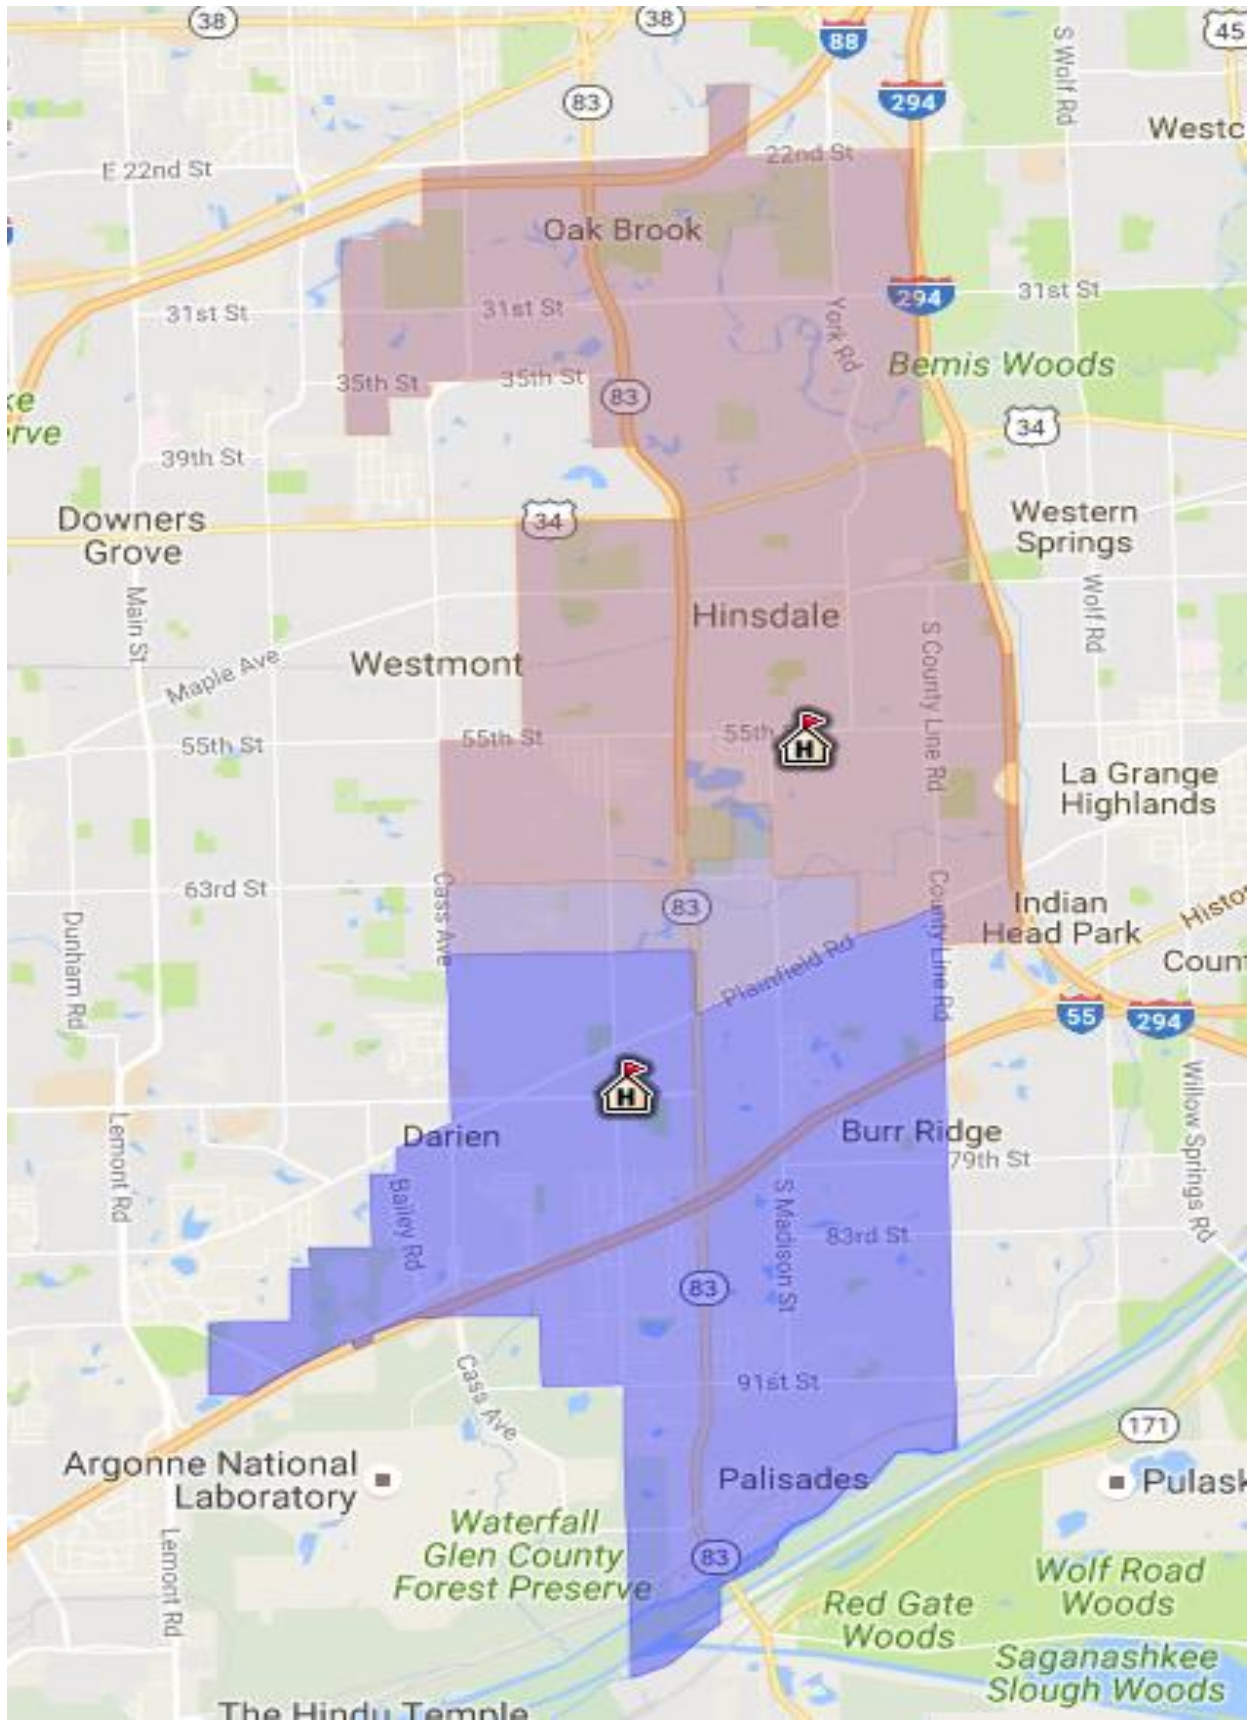 38
38
88
45
83
294
S Wolf Rd
Westc
E 22nd St
22nd St
Oak Brook
294
31st St
31st St
31st St
York Rd
Bemis Woods
35th St
35th St
83
ke
erve
34
39th St
Downers
Grove
34
Western
Springs
Main St
Hinsdale
Wolf Rd
S County Line Rd
Westmont
Maple Ave
55th St
55th St
55th
H
La Grange
Highlands
63rd St
Cass Ave
83
County Line Rd
Indian
Head Park
Histo
Dunham Rd
Plainfield Rd
Count
55
294
H
Lemont Rd
Darien
Burr Ridge
79th St
Willow Springs Rd
Bailey Rd
S Madison St
83rd St
83
Cass Ave
91st St
171
Argonne National
Laboratory
Palisades
Pulask
Waterfall
Glen County
Forest Preserve
83
Lemont Rd
Wolf Road
Woods
Red Gate
Woods
Saganashkee
Slough Woods
The Hindu Temple